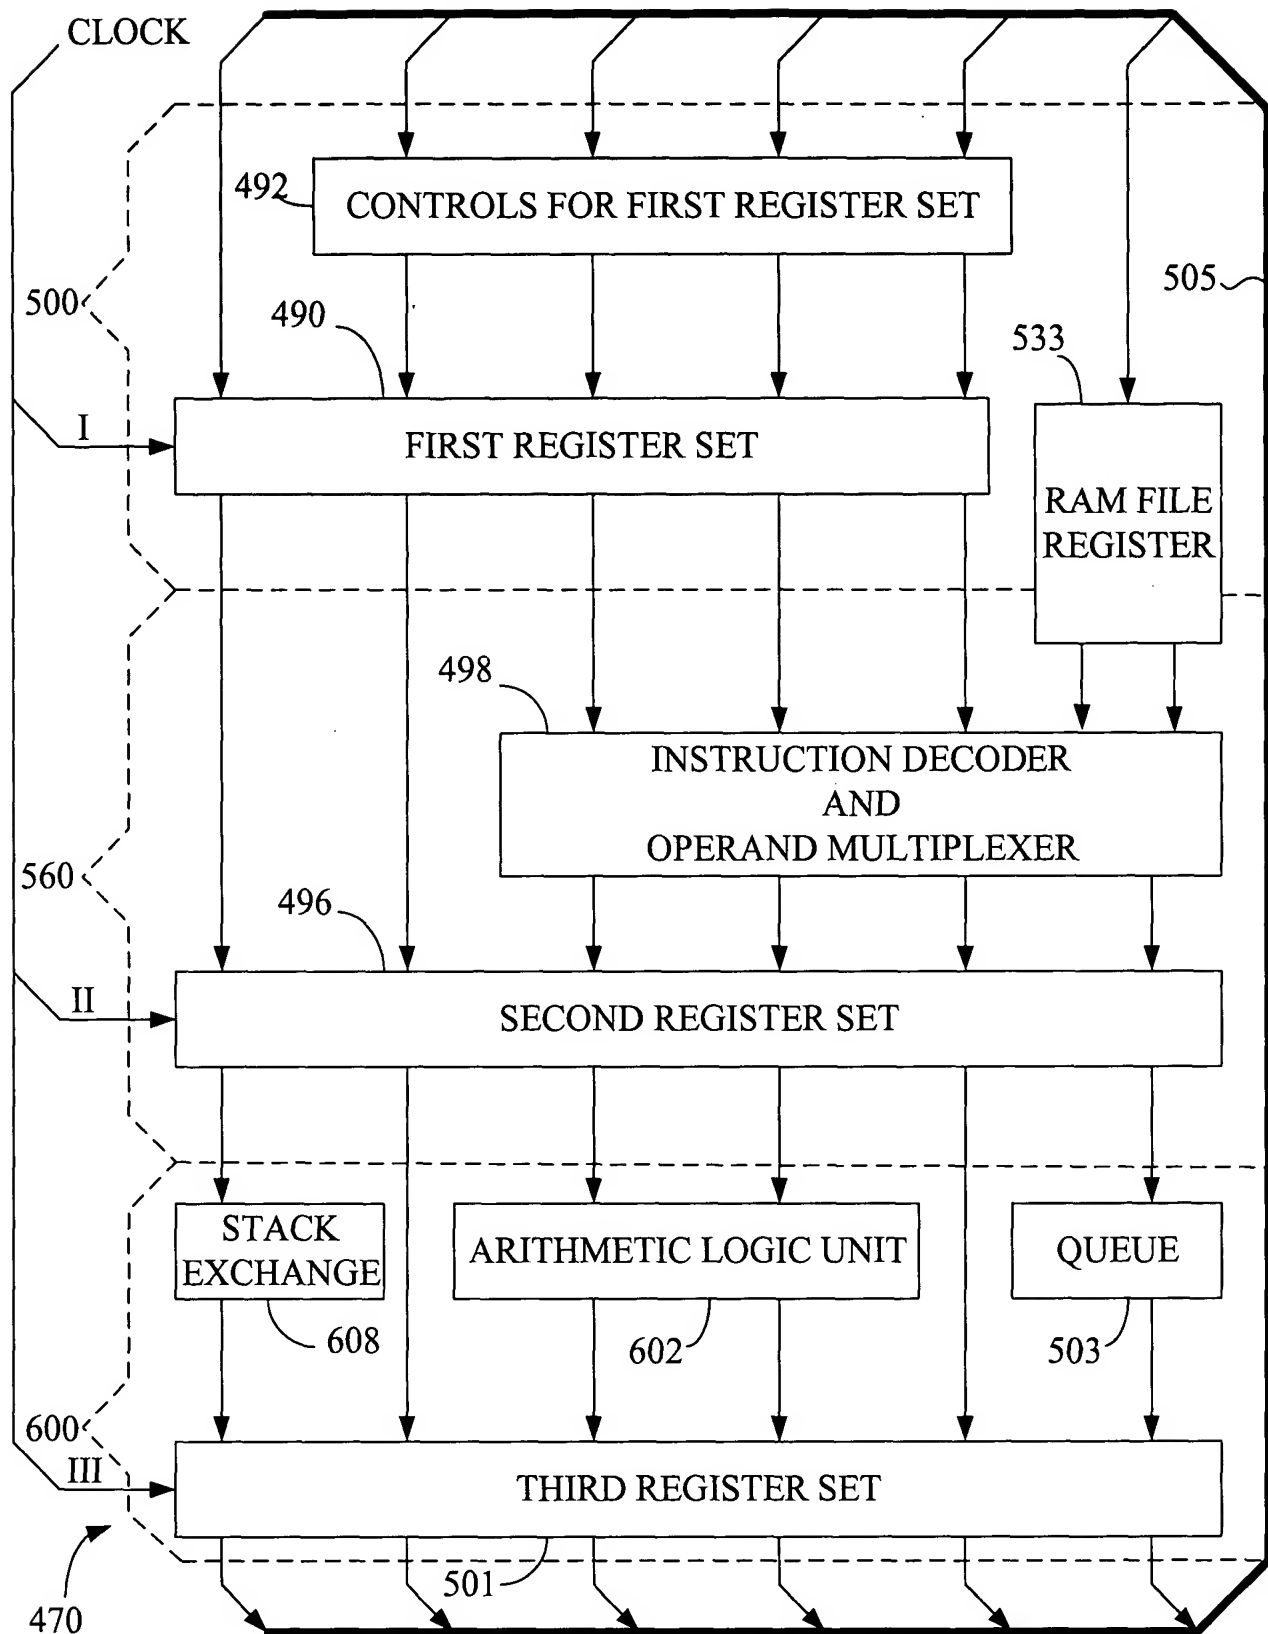 CLOCK
492
CONTROLS FOR FIRST REGISTER SET
505
500
490
533
I
FIRST REGISTER SET
RAM FILE
REGISTER
498
INSTRUCTION DECODER
AND
OPERAND MULTIPLEXER
560
496
II
SECOND REGISTER SET
STACK
EXCHANGE
ARITHMETIC LOGIC UNIT
QUEUE
608
602
503
600
III
THIRD REGISTER SET
501
470